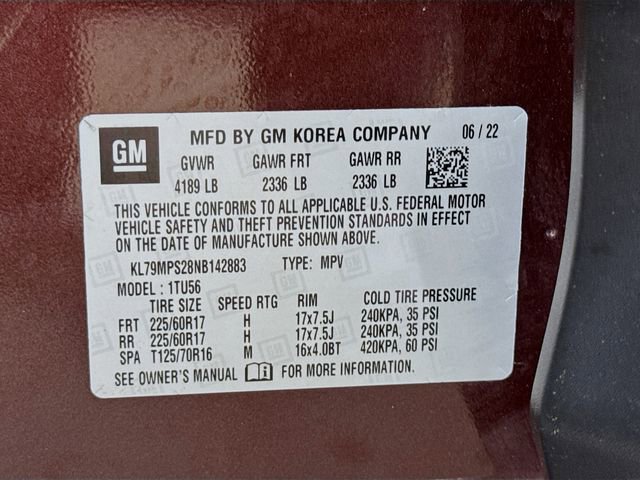 GM MFD BY GM KOREA COMPANY 06 / 22
GVWR GAWR FRT GAWR RR
4189 LB 2336 LB 2336 LB
THIS VEHICLE CONFORMS TO ALL APPLICABLE U.S. FEDERAL MOTOR
VEHICLE SAFETY AND THEFT PREVENTION STANDARDS IN EFFECT
ON THE DATE OF MANUFACTURE SHOWN ABOVE.
KL79MPS28NB142883 TYPE: MPV
MODEL : 1TU56
TIRE SIZE SPEED RTG RIM COLD TIRE PRESSURE
FRT 225/60R17 H 17x7.5J 240KPA, 35 PSI
RR 225/60R17 H 17x7.5J 240KPA, 35 PSI
SPA T125/70R16 M 16x4.0BT 420KPA, 60 PSI
SEE OWNER'S MANUAL FOR MORE INFORMATION.